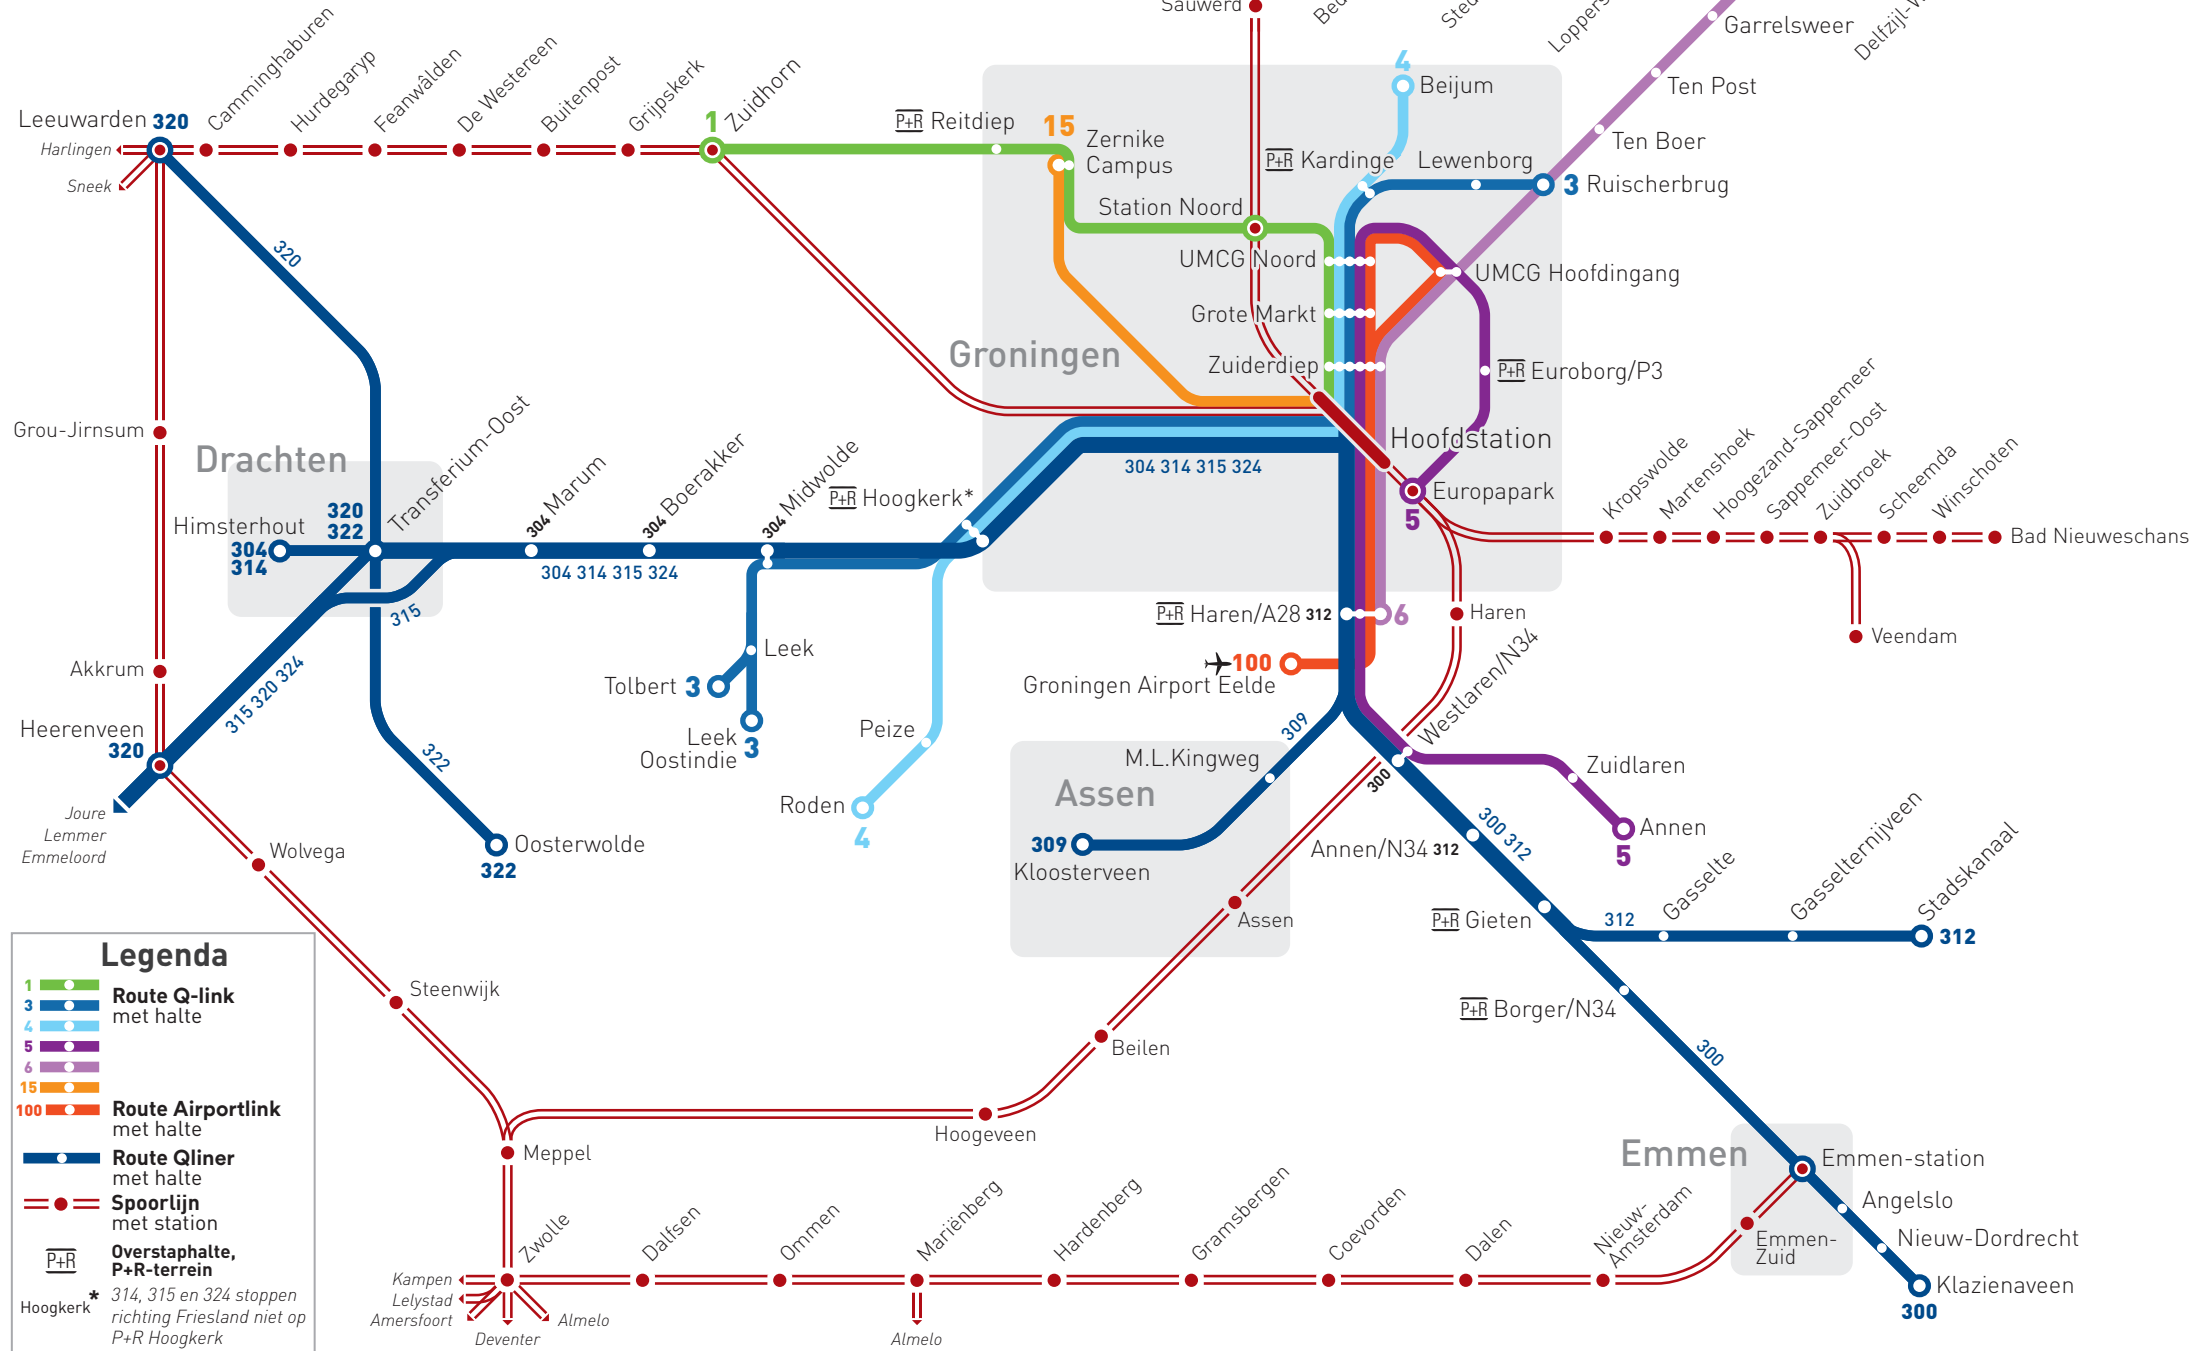 Sauwerd
Garrelsweer
Ten Post
Ten Boer
4
Beijum
Leeuwarden 320
Harlingen
Sneek
Camminghaburen
Hurdegaryp
Feanwâlden
De Westereen
Buitenpost
Grijpskerk
1
Zuidhorn
P+R Reitdiep
15
Zernike
Campus
P+R Kardinge
Lewenborg
3 Ruischerbrug
Station Noord
UMCG Noord
UMCG Hoofdingang
Grote Markt
Groningen
Zuiderdiep
P+R Euroborg/P3
Hoofdstation
Europapark
5
320
Grou-Jirnsum
Drachten
Transferium-Oost
320
322
Himsterhout
304
314
304 Marum
304 Boerakker
304 Midwolde
P+R Hoogkerk*
304 314 315 324
304 314 315 324
315
Kropswolde
Martenshoek
Hoogezand-Sappemeer
Sappemeer-Oost
Zuidbroek
Scheemda
Winschoten
Bad Nieuweschans
Veendam
P+R Haren/A28 312
6
Haren
100
Groningen Airport Eelde
Westlaren/N34
Akkrum
Heerenveen
320
315 320 324
Joure
Lemmer
Emmeloord
Leek
Tolbert 3
Leek
Oostindie 3
Peize
Roden
4
322
Oosterwolde
322
309
M.L.Kingweg
Assen
309
Kloosterveen
Assen
300
Zuidlaren
Annen
5
300 312
Annen/N34 312
P+R Gieten
312
Gasselte
Gasselternijveen
Stadskanaal
312
P+R Borger/N34
300
Wolvega
Steenwijk
Beilen
Hoogeveen
Meppel
Emmen
Emmen-station
Angelslo
Nieuw-Dordrecht
Klazienaveen
300
Emmen-
Zuid
Zwolle
Dalfsen
Ommen
Mariënberg
Hardenberg
Gramsbergen
Coevorden
Dalen
Nieuw-
Amsterdam
Kampen
Lelystad
Amersfoort
Deventer
Almelo
Almelo
Legenda
1
3
4
5
6
15
Route Q-link
met halte
100
Route Airportlink
met halte
Route Qliner
met halte
Spoorlijn
met station
P+R
Overstaphalte,
P+R-terrein
Hoogkerk*
314, 315 en 324 stoppen
richting Friesland niet op
P+R Hoogkerk